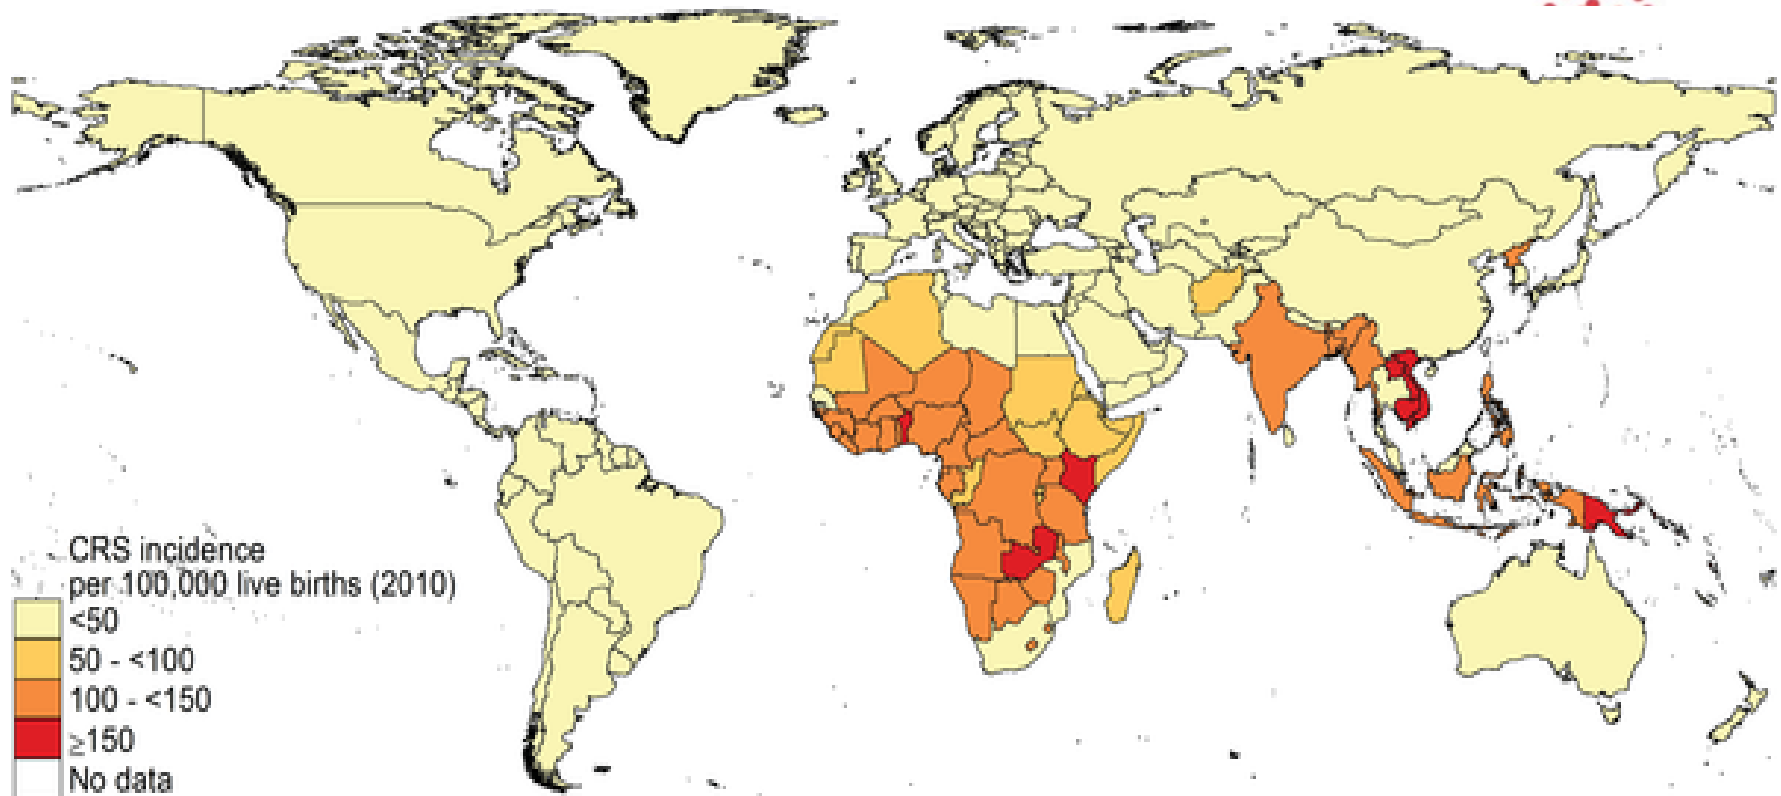 CRS incidence
per 100,000 live births (2010)
<50
50 - <100
100 - <150
≥150
No data